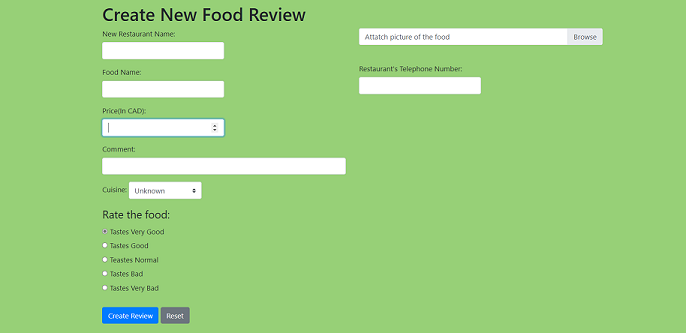 Create New Food Review
New Restaurant Name:
Attatch picture of the food Browse
Food Name:
Restaurant's Telephone Number:
Price(In CAD):
Comment:
Cuisine: Unknown
Rate the food:
Tastes Very Good
Tastes Good
Teastes Normal
Tastes Bad
Tastes Very Bad
Create Review Reset